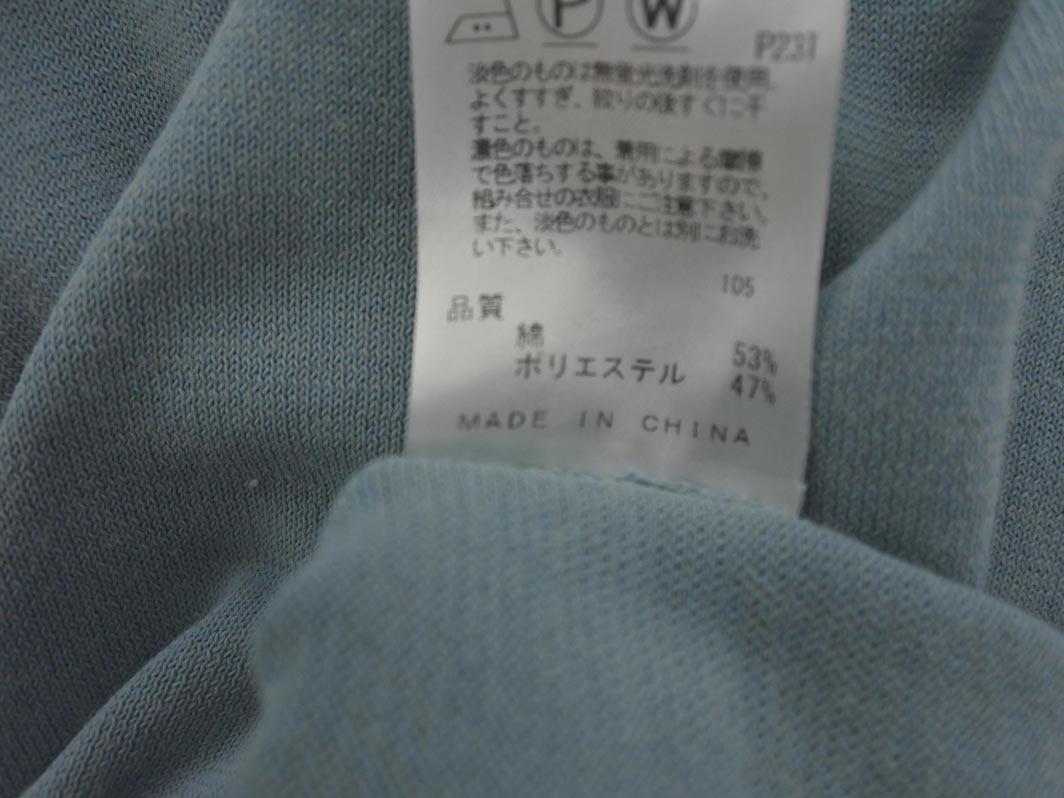 P W
P231
淡色のものは無蛍光洗剤を使用、
よくすすぎ、絞りの後すぐに干
すこと。
濃色のものは、着用による摩擦
で色落ちする事がありますので、
組み合せの衣服にご注意下さい。
また、淡色のものとは別にお洗
い下さい。
105
品質
綿 53%
ポリエステル 47%
MADE IN CHINA